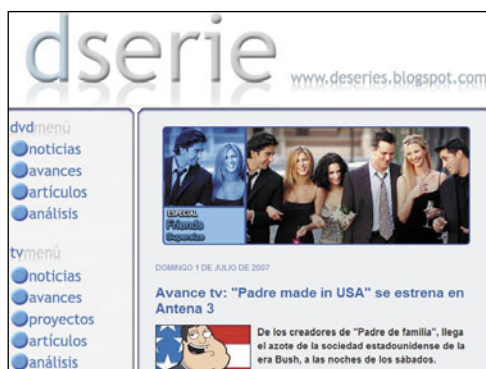 dserie
www.deseries.blogspot.com
dvdmenú
noticias
avances
artículos
análisis
tvmenú
noticias
avances
proyectos
artículos
análisis
ESPECIAL
Friends
Supersize
DOMINGO 1 DE JULIO DE 2007
Avance tv: "Padre made in USA" se estrena en
Antena 3
De los creadores de "Padre de familia", llega
el azote de la sociedad estadounidense de la
era Bush, a las noches de los sábados.